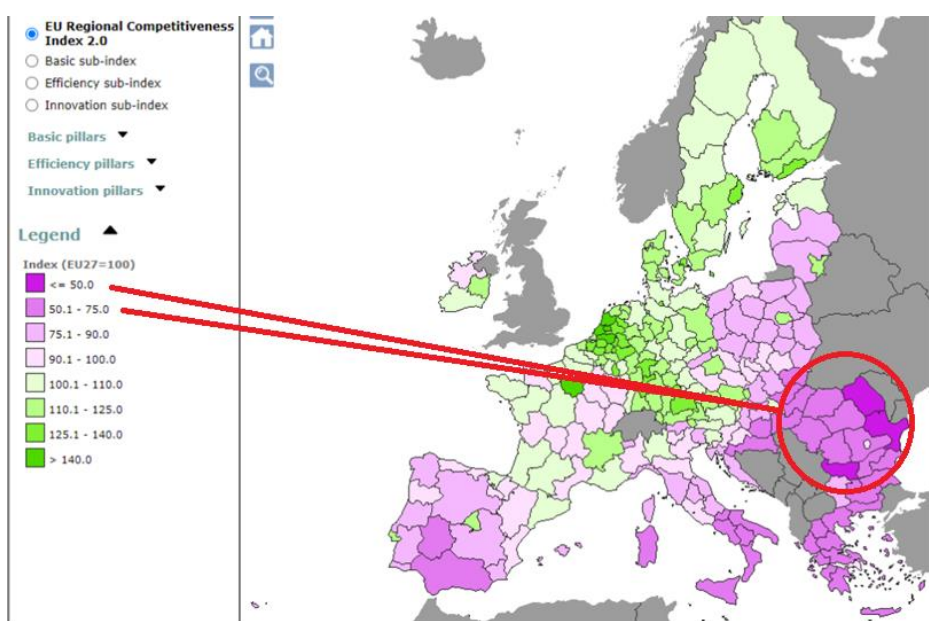 EU Regional Competitiveness
Index 2.0
Basic sub-index
Efficiency sub-index
Innovation sub-index
Basic pillars
Efficiency pillars
Innovation pillars
Legend
Index (EU27=100)
<= 50.0
50.1 - 75.0
75.1 - 90.0
90.1 - 100.0
100.1 - 110.0
110.1 - 125.0
125.1 - 140.0
> 140.0